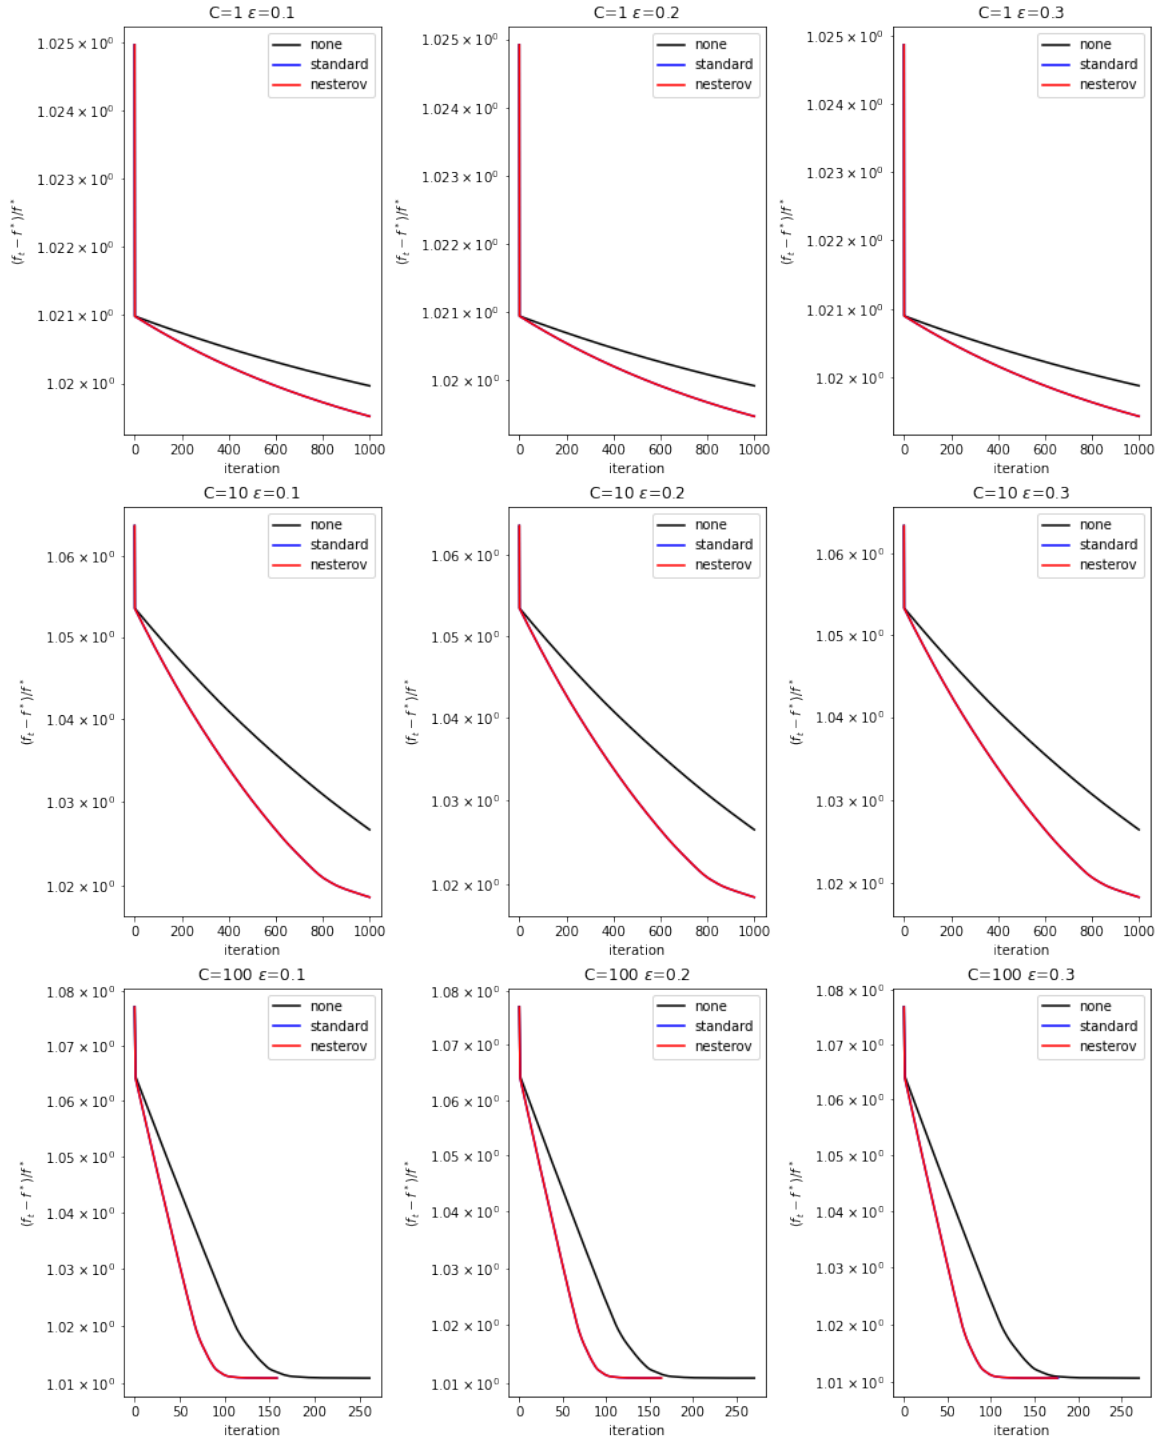 C=1 ε=0.1
1.025 × 10⁰
1.024 × 10⁰
1.023 × 10⁰
1.022 × 10⁰
1.021 × 10⁰
1.02 × 10⁰
(fₜ − f*)/f*
none
standard
nesterov
0 200 400 600 800 1000
iteration
C=1 ε=0.2
1.025 × 10⁰
1.024 × 10⁰
1.023 × 10⁰
1.022 × 10⁰
1.021 × 10⁰
1.02 × 10⁰
(fₜ − f*)/f*
none
standard
nesterov
0 200 400 600 800 1000
iteration
C=1 ε=0.3
1.025 × 10⁰
1.024 × 10⁰
1.023 × 10⁰
1.022 × 10⁰
1.021 × 10⁰
1.02 × 10⁰
(fₜ − f*)/f*
none
standard
nesterov
0 200 400 600 800 1000
iteration
C=10 ε=0.1
1.06 × 10⁰
1.05 × 10⁰
1.04 × 10⁰
1.03 × 10⁰
1.02 × 10⁰
(fₜ − f*)/f*
none
standard
nesterov
0 200 400 600 800 1000
iteration
C=10 ε=0.2
1.06 × 10⁰
1.05 × 10⁰
1.04 × 10⁰
1.03 × 10⁰
1.02 × 10⁰
(fₜ − f*)/f*
none
standard
nesterov
0 200 400 600 800 1000
iteration
C=10 ε=0.3
1.06 × 10⁰
1.05 × 10⁰
1.04 × 10⁰
1.03 × 10⁰
1.02 × 10⁰
(fₜ − f*)/f*
none
standard
nesterov
0 200 400 600 800 1000
iteration
C=100 ε=0.1
1.08 × 10⁰
1.07 × 10⁰
1.06 × 10⁰
1.05 × 10⁰
1.04 × 10⁰
1.03 × 10⁰
1.02 × 10⁰
1.01 × 10⁰
(fₜ − f*)/f*
none
standard
nesterov
0 50 100 150 200 250
iteration
C=100 ε=0.2
1.08 × 10⁰
1.07 × 10⁰
1.06 × 10⁰
1.05 × 10⁰
1.04 × 10⁰
1.03 × 10⁰
1.02 × 10⁰
1.01 × 10⁰
(fₜ − f*)/f*
none
standard
nesterov
0 50 100 150 200 250
iteration
C=100 ε=0.3
1.08 × 10⁰
1.07 × 10⁰
1.06 × 10⁰
1.05 × 10⁰
1.04 × 10⁰
1.03 × 10⁰
1.02 × 10⁰
1.01 × 10⁰
(fₜ − f*)/f*
none
standard
nesterov
0 50 100 150 200 250
iteration